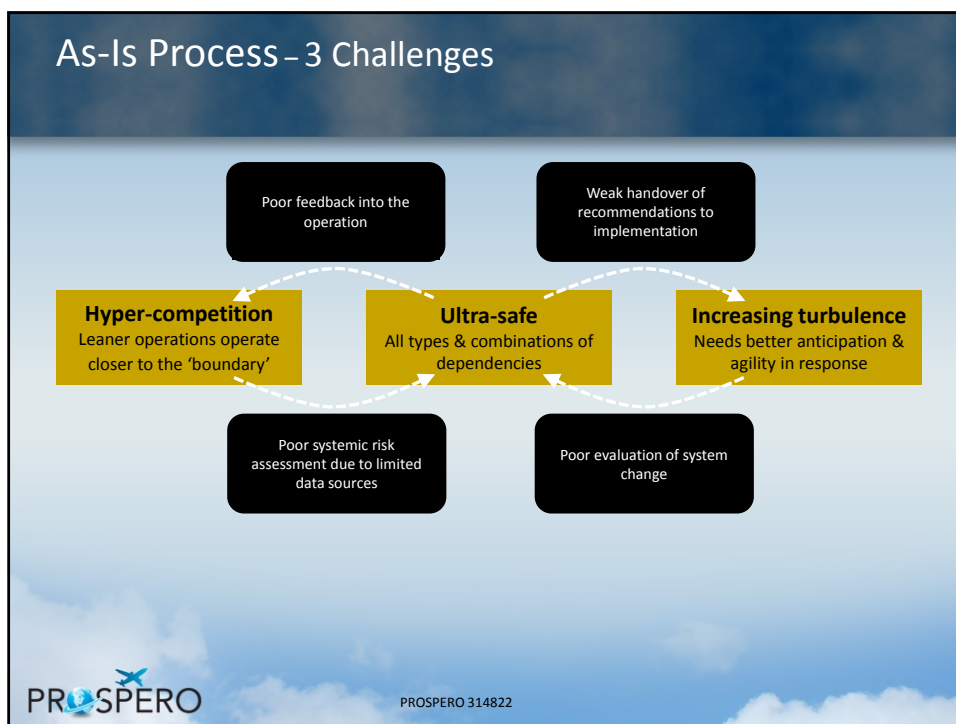 As-Is Process – 3 Challenges
Poor feedback into the
operation
Weak handover of
recommendations to
implementation
Hyper-competition
Leaner operations operate
closer to the ‘boundary’
Ultra-safe
All types & combinations of
dependencies
Increasing turbulence
Needs better anticipation &
agility in response
Poor systemic risk
assessment due to limited
data sources
Poor evaluation of system
change
PROSPERO
PROSPERO 314822